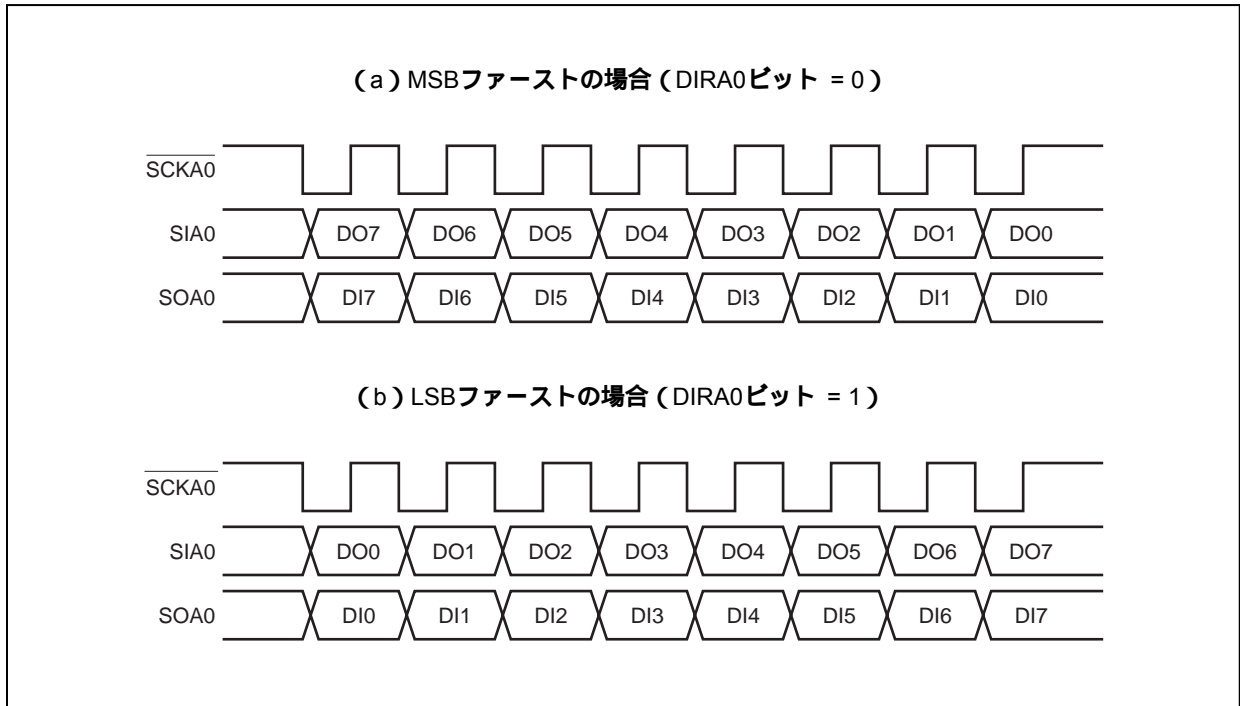 (a)MSBファーストの場合(DIRA0ビット = 0)
SCKA0
SIA0 DO7 DO6 DO5 DO4 DO3 DO2 DO1 DO0
SOA0 DI7 DI6 DI5 DI4 DI3 DI2 DI1 DI0
(b)LSBファーストの場合(DIRA0ビット = 1)
SCKA0
SIA0 DO0 DO1 DO2 DO3 DO4 DO5 DO6 DO7
SOA0 DI0 DI1 DI2 DI3 DI4 DI5 DI6 DI7